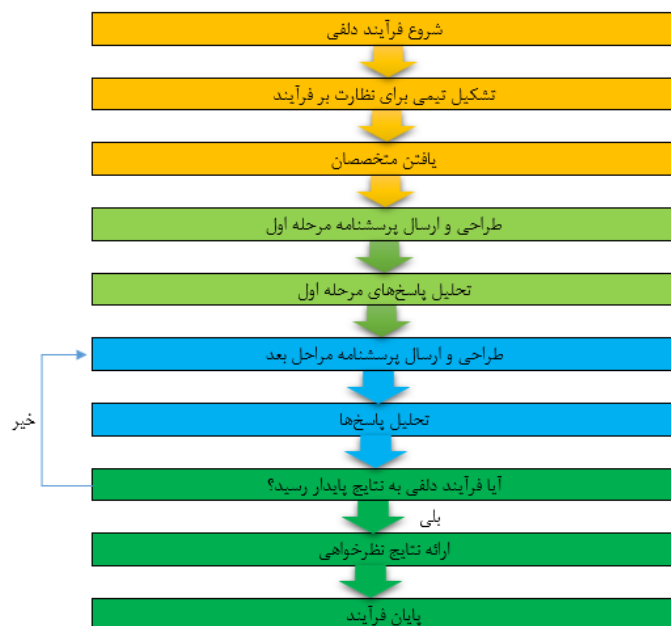 شروع فرآیند دلفی
تشکیل تیمی برای نظارت بر فرآیند
یافتن متخصصان
طراحی و ارسال پرسشنامه مرحله اول
تحلیل پاسخ‌های مرحله اول
طراحی و ارسال پرسشنامه مراحل بعد
خیر
تحلیل پاسخ‌ها
آیا فرآیند دلفی به نتایج پایدار رسید؟
بلی
ارائه نتایج نظرخواهی
پایان فرآیند